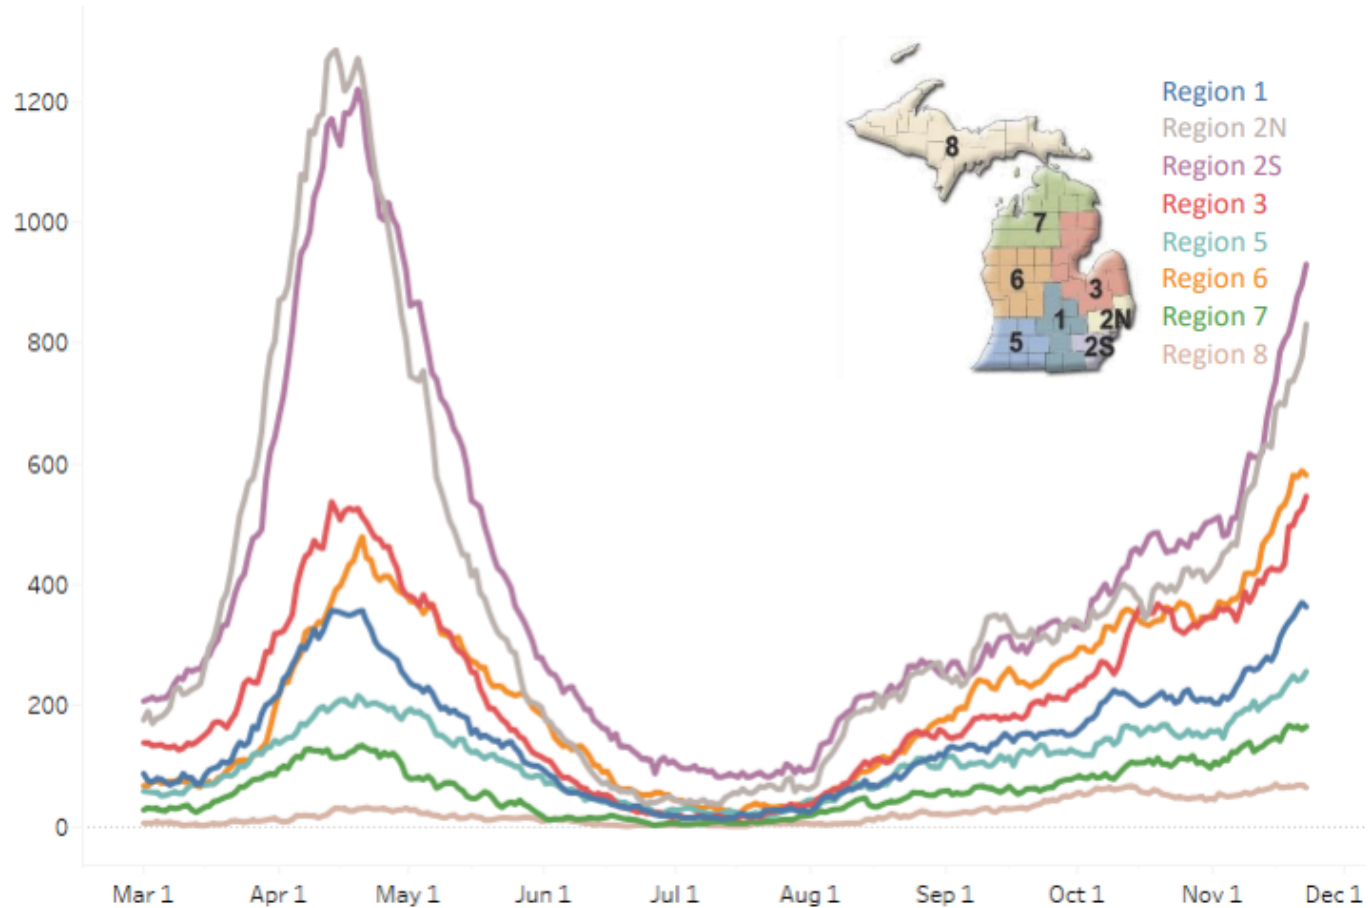 1200
1000
800
600
400
200
0
Mar 1 Apr 1 May 1 Jun 1 Jul 1 Aug 1 Sep 1 Oct 1 Nov 1 Dec 1
8
7
6
3
1
2N
5
2S
Region 1
Region 2N
Region 2S
Region 3
Region 5
Region 6
Region 7
Region 8